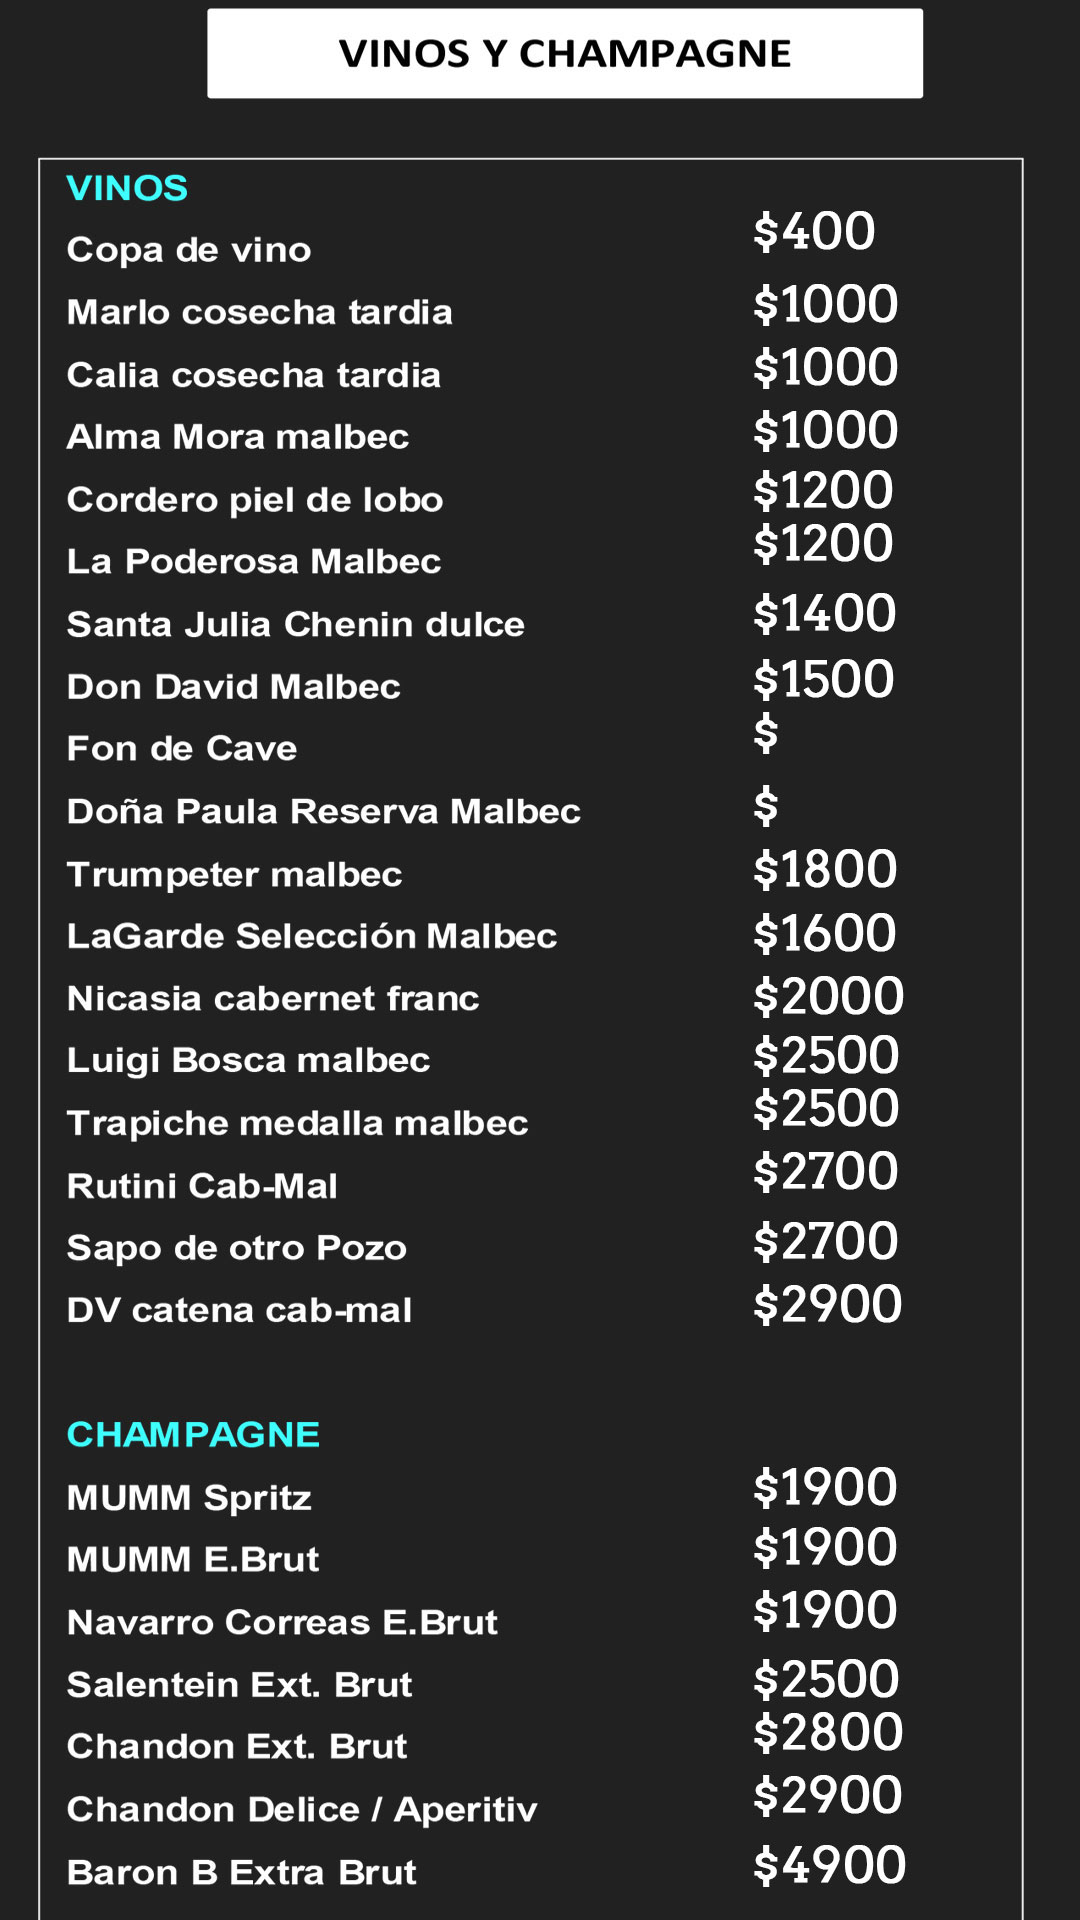 VINOS Y CHAMPAGNE
VINOS
Copa de vino $400
Marlo cosecha tardia $1000
Calia cosecha tardia $1000
Alma Mora malbec $1000
Cordero piel de lobo $1200
La Poderosa Malbec $1200
Santa Julia Chenin dulce $1400
Don David Malbec $1500
Fon de Cave $
Doña Paula Reserva Malbec $
Trumpeter malbec $1800
LaGarde Selección Malbec $1600
Nicasia cabernet franc $2000
Luigi Bosca malbec $2500
Trapiche medalla malbec $2500
Rutini Cab-Mal $2700
Sapo de otro Pozo $2700
DV catena cab-mal $2900
CHAMPAGNE
MUMM Spritz $1900
MUMM E.Brut $1900
Navarro Correas E.Brut $1900
Salentein Ext. Brut $2500
Chandon Ext. Brut $2800
Chandon Delice / Aperitiv $2900
Baron B Extra Brut $4900